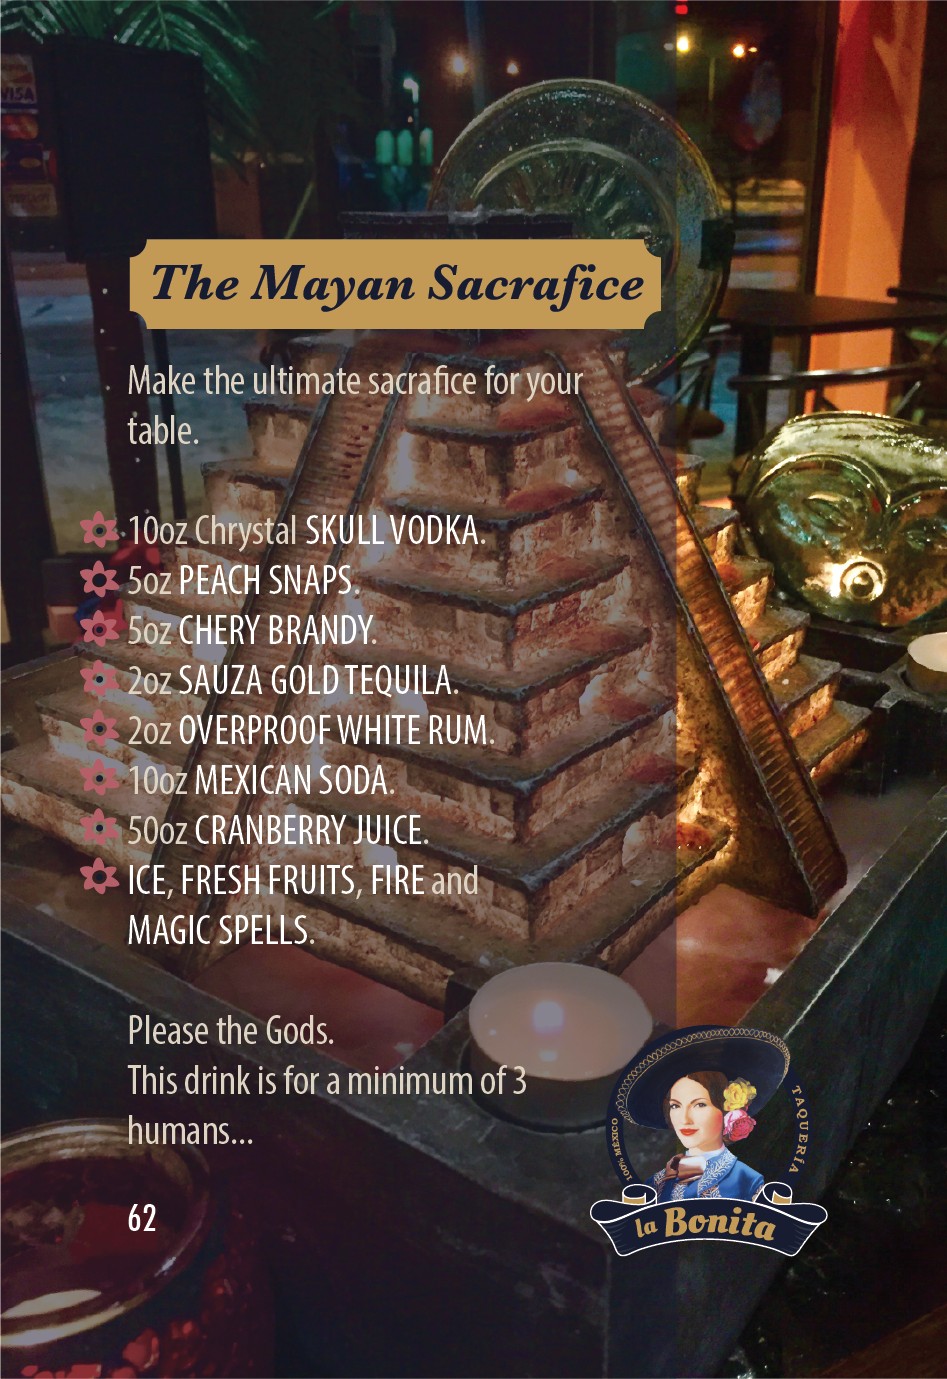 VISA
The Mayan Sacrafice
Make the ultimate sacrafice for your
table.
10oz Chrystal SKULL VODKA.
5oz PEACH SNAPS.
5oz CHERY BRANDY.
2oz SAUZA GOLD TEQUILA.
2oz OVERPROOF WHITE RUM.
10oz MEXICAN SODA.
50oz CRANBERRY JUICE.
ICE, FRESH FRUITS, FIRE and
MAGIC SPELLS.
Please the Gods.
This drink is for a minimum of 3
humans...
62
100% MÉXICO
TAQUERÍA
la Bonita